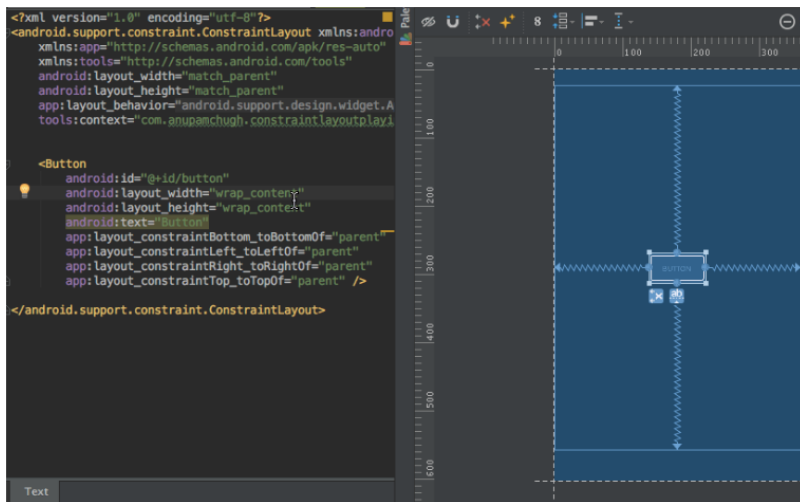 <?xml version="1.0" encoding="utf-8"?>
<android.support.constraint.ConstraintLayout xmlns:andro
xmlns:app="http://schemas.android.com/apk/res-auto"
xmlns:tools="http://schemas.android.com/tools"
android:layout_width="match_parent"
android:layout_height="match_parent"
app:layout_behavior="android.support.design.widget.A
tools:context="com.anupamchugh.constraintlayoutplayi
<Button
android:id="@+id/button"
android:layout_width="wrap_content"
android:layout_height="wrap_content"
android:text="Button"
app:layout_constraintBottom_toBottomOf="parent"
app:layout_constraintLeft_toLeftOf="parent"
app:layout_constraintRight_toRightOf="parent"
app:layout_constraintTop_toTopOf="parent" />
</android.support.constraint.ConstraintLayout>
Text
Pale
8
0 100 200 300
0
100
200
300
400
500
600
BUTTON
ab